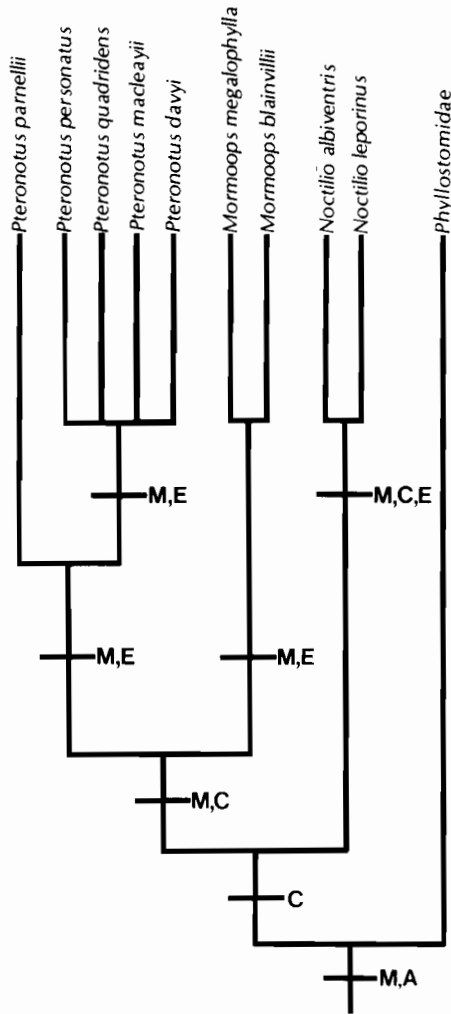 Pteronotus parnellii
Pteronotus personatus
Pteronotus quadridens
Pteronotus macleayii
Pteronotus davyi
Mormoops megalophylla
Mormoops blainvillii
Noctilio albiventris
Noctilio leporinus
Phyllostomidae
M,E
M,C,E
M,E
M,E
M,C
C
M,A